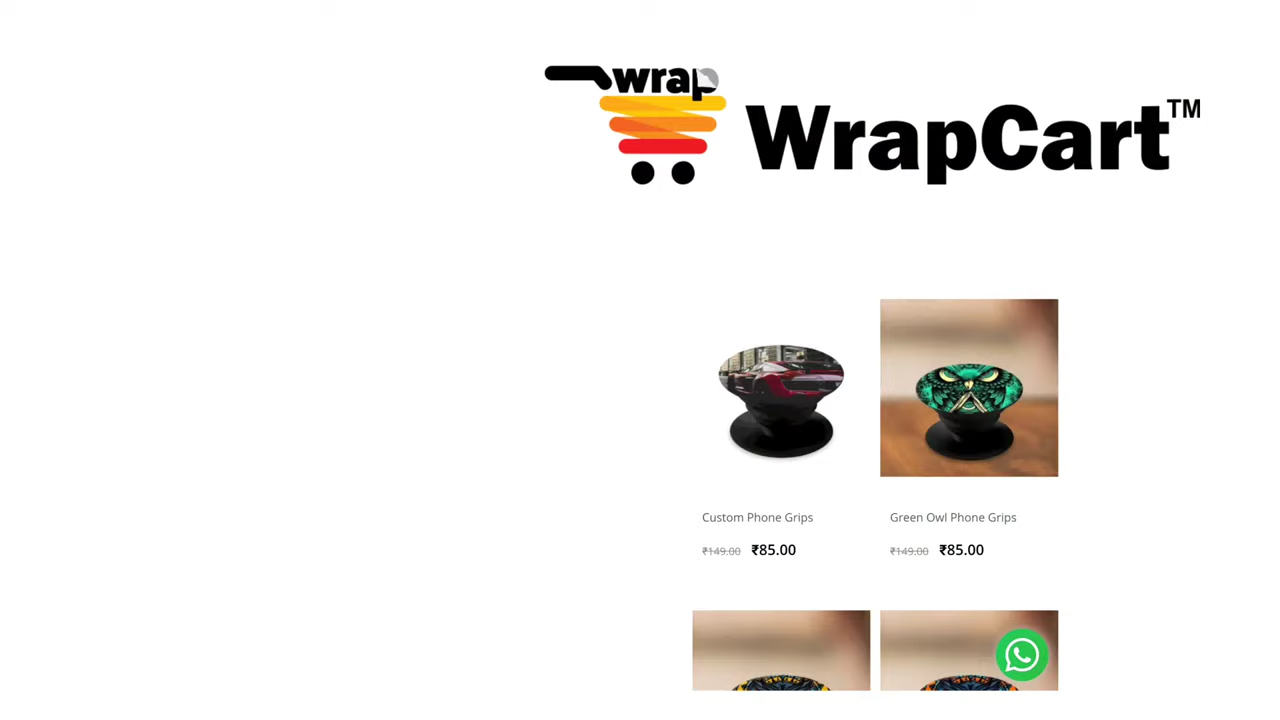 wrap
WrapCart™
Custom Phone Grips
Green Owl Phone Grips
₹149.00 ₹85.00
₹149.00 ₹85.00